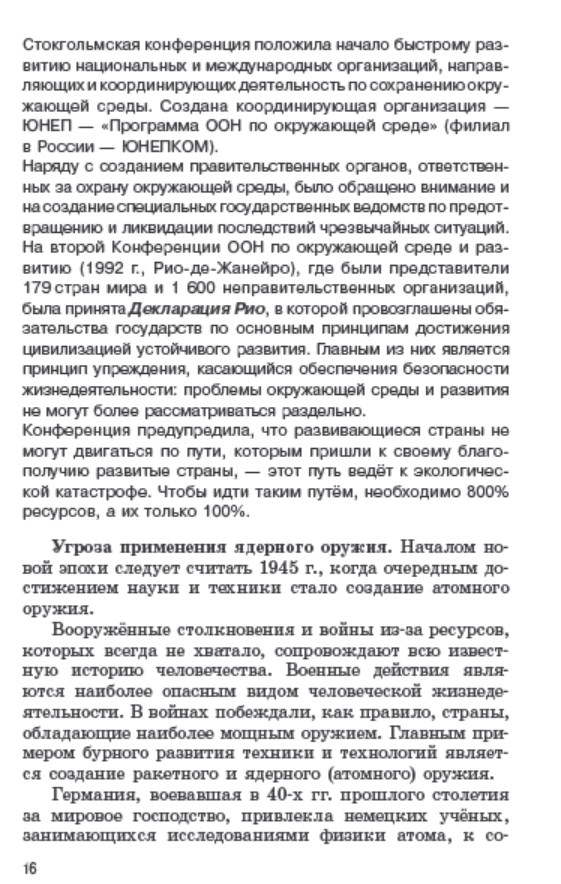 Стокгольмская конференция положила начало быстрому раз-
витию национальных и международных организаций, направ-
ляющих и координирующих деятельность по сохранению окру-
жающей среды. Создана координирующая организация —
ЮНЕП — «Программа ООН по окружающей среде» (филиал
в России — ЮНЕПКОМ).
Наряду с созданием правительственных органов, ответствен-
ных за охрану окружающей среды, было обращено внимание и
на создание специальных государственных ведомств по предот-
вращению и ликвидации последствий чрезвычайных ситуаций.
На второй Конференции ООН по окружающей среде и раз-
витию (1992 г., Рио-де-Жанейро), где были представители
179 стран мира и 1 600 неправительственных организаций,
была принята Декларация Рио, в которой провозглашены обя-
зательства государств по основным принципам достижения
цивилизацией устойчивого развития. Главным из них является
принцип упреждения, касающийся обеспечения безопасности
жизнедеятельности: проблемы окружающей среды и развития
не могут более рассматриваться раздельно.
Конференция предупредила, что развивающиеся страны не
могут двигаться по пути, которым пришли к своему благо-
получию развитые страны, — этот путь ведёт к экологичес-
кой катастрофе. Чтобы идти таким путём, необходимо 800%
ресурсов, а их только 100%.
Угроза применения ядерного оружия. Началом но-
вой эпохи следует считать 1945 г., когда очередным до-
стижением науки и техники стало создание атомного
оружия.
Вооружённые столкновения и войны из-за ресурсов,
которых всегда не хватало, сопровождают всю извест-
ную историю человечества. Военные действия явля-
ются наиболее опасным видом человеческой жизнеде-
ятельности. В войнах побеждали, как правило, страны,
обладающие наиболее мощным оружием. Главным при-
мером бурного развития техники и технологий являет-
ся создание ракетного и ядерного (атомного) оружия.
Германия, воевавшая в 40-х гг. прошлого столетия
за мировое господство, привлекла немецких учёных,
занимающихся исследованиями физики атома, к со-
16